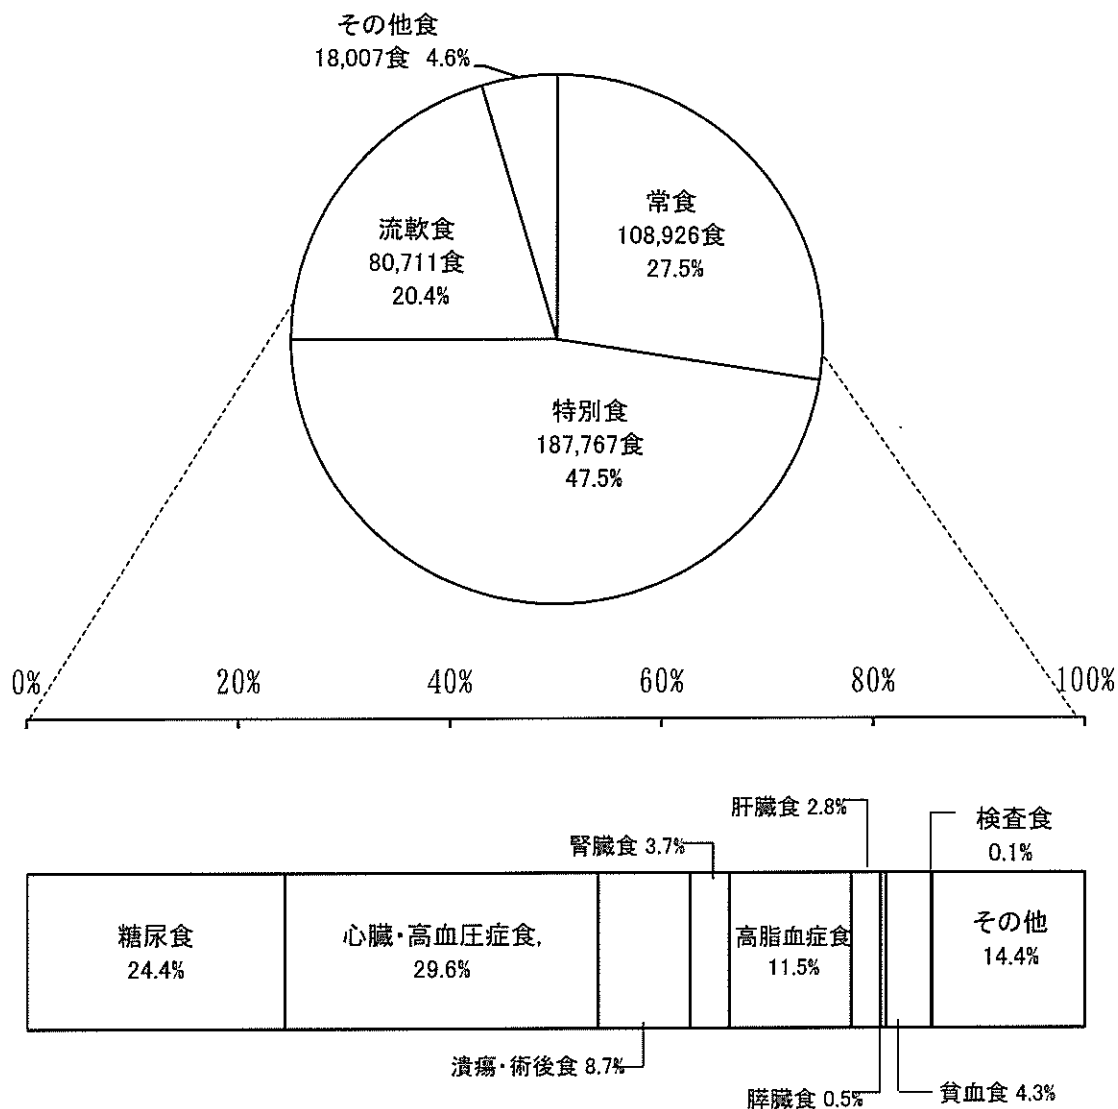 その他食
18,007食 4.6%
常食
108,926食
27.5%
流軟食
80,711食
20.4%
特別食
187,767食
47.5%
0% 20% 40% 60% 80% 100%
肝臓食 2.8%
検査食
0.1%
腎臓食 3.7%
糖尿食
24.4%
心臓・高血圧症食,
29.6%
高脂血症食
11.5%
その他
14.4%
潰瘍・術後食 8.7%
膵臓食 0.5%
貧血食 4.3%